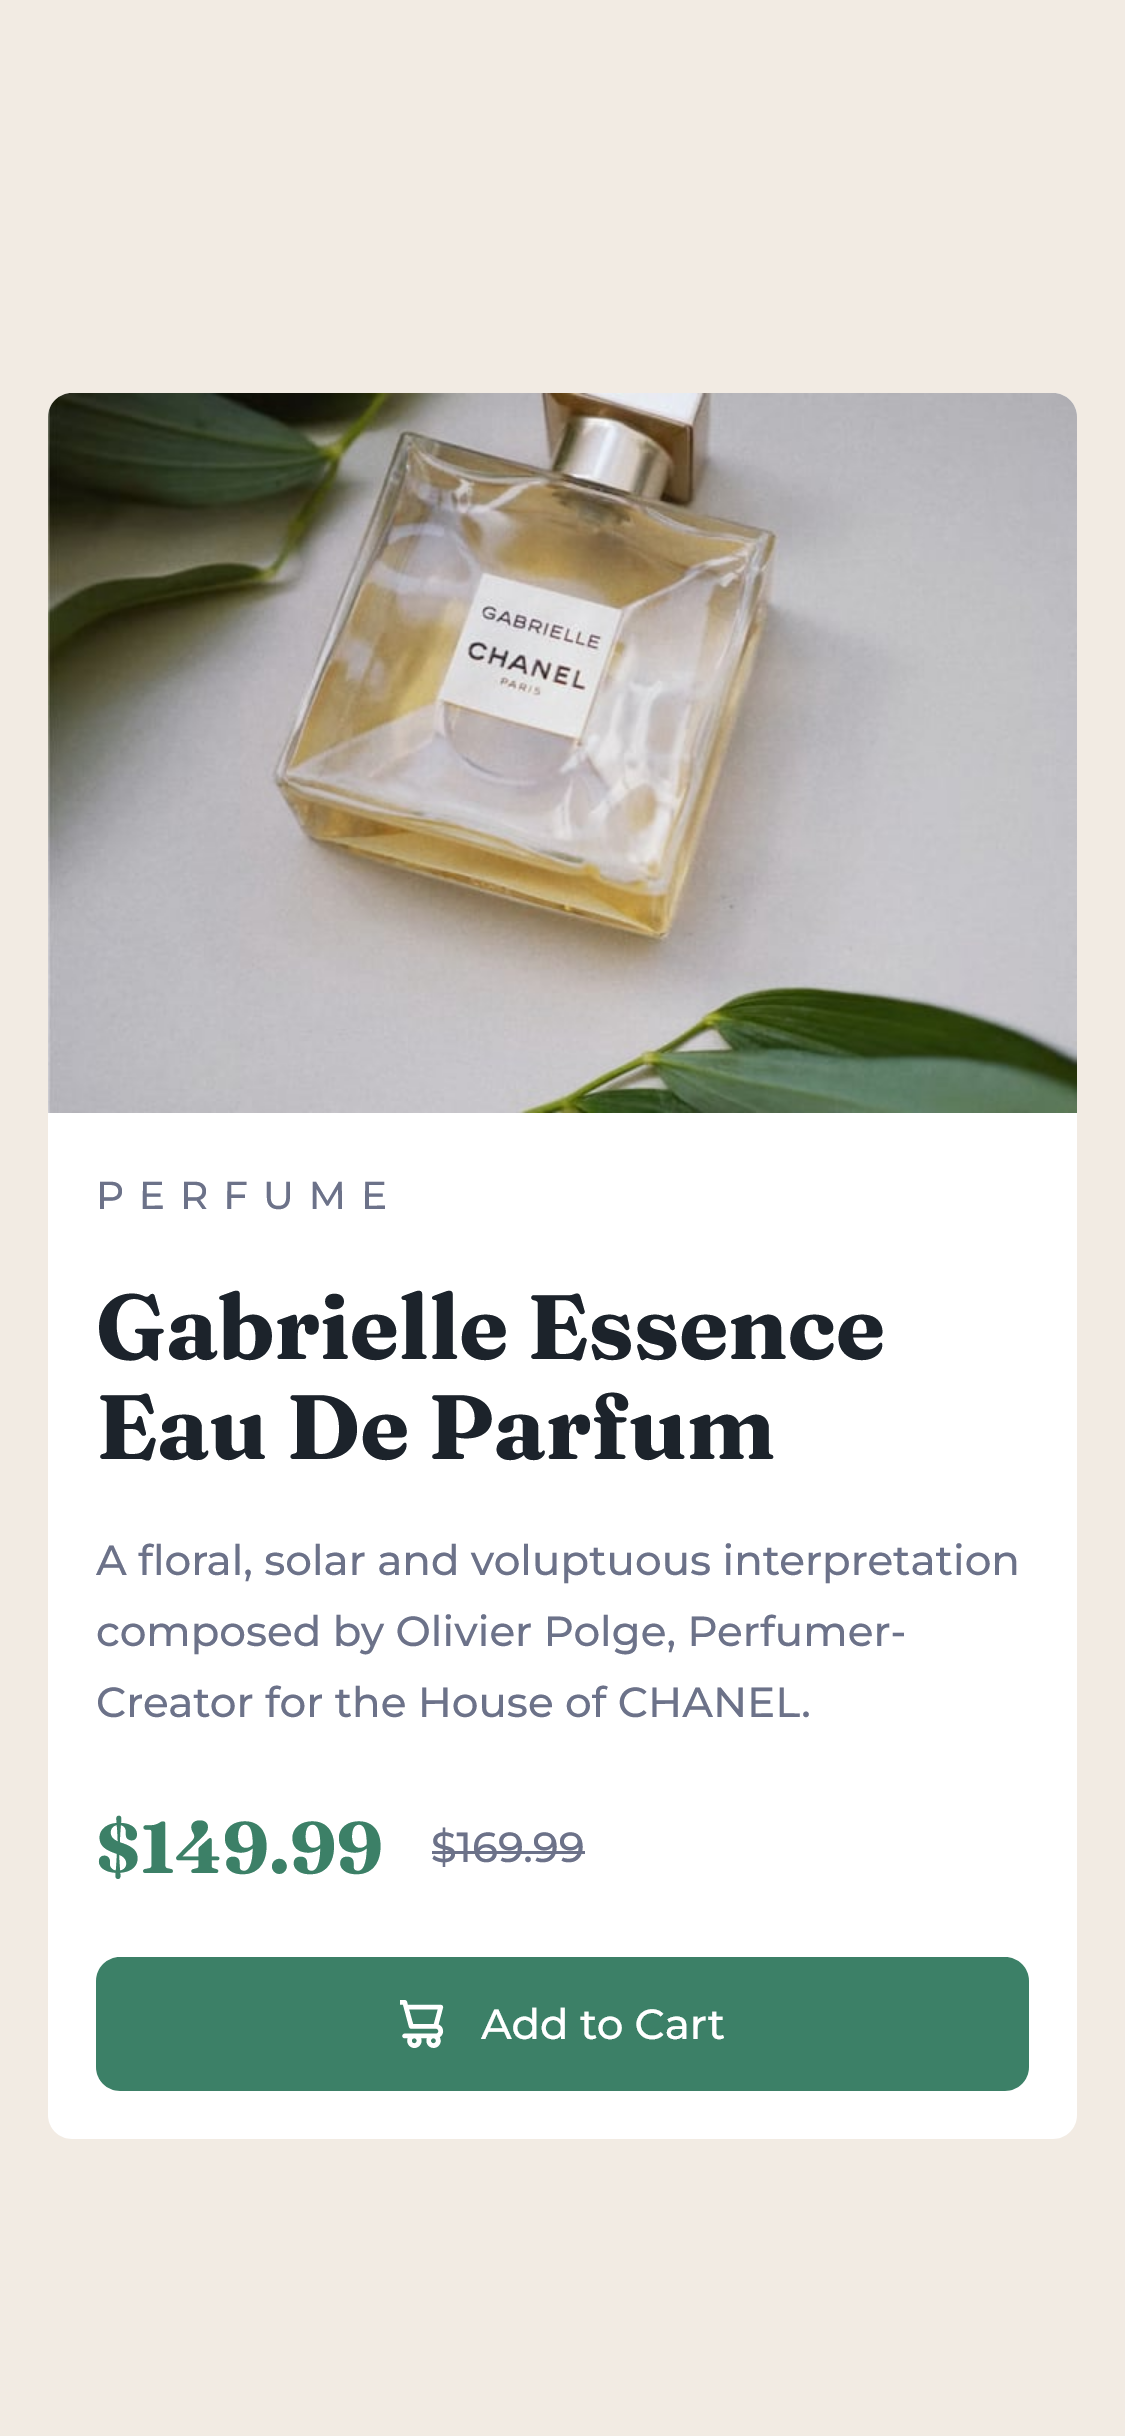 GABRIELLE
CHANEL
PARIS
PERFUME
Gabrielle Essence
Eau De Parfum
A floral, solar and voluptuous interpretation
composed by Olivier Polge, Perfumer-
Creator for the House of CHANEL.
$149.99 $169.99
Add to Cart